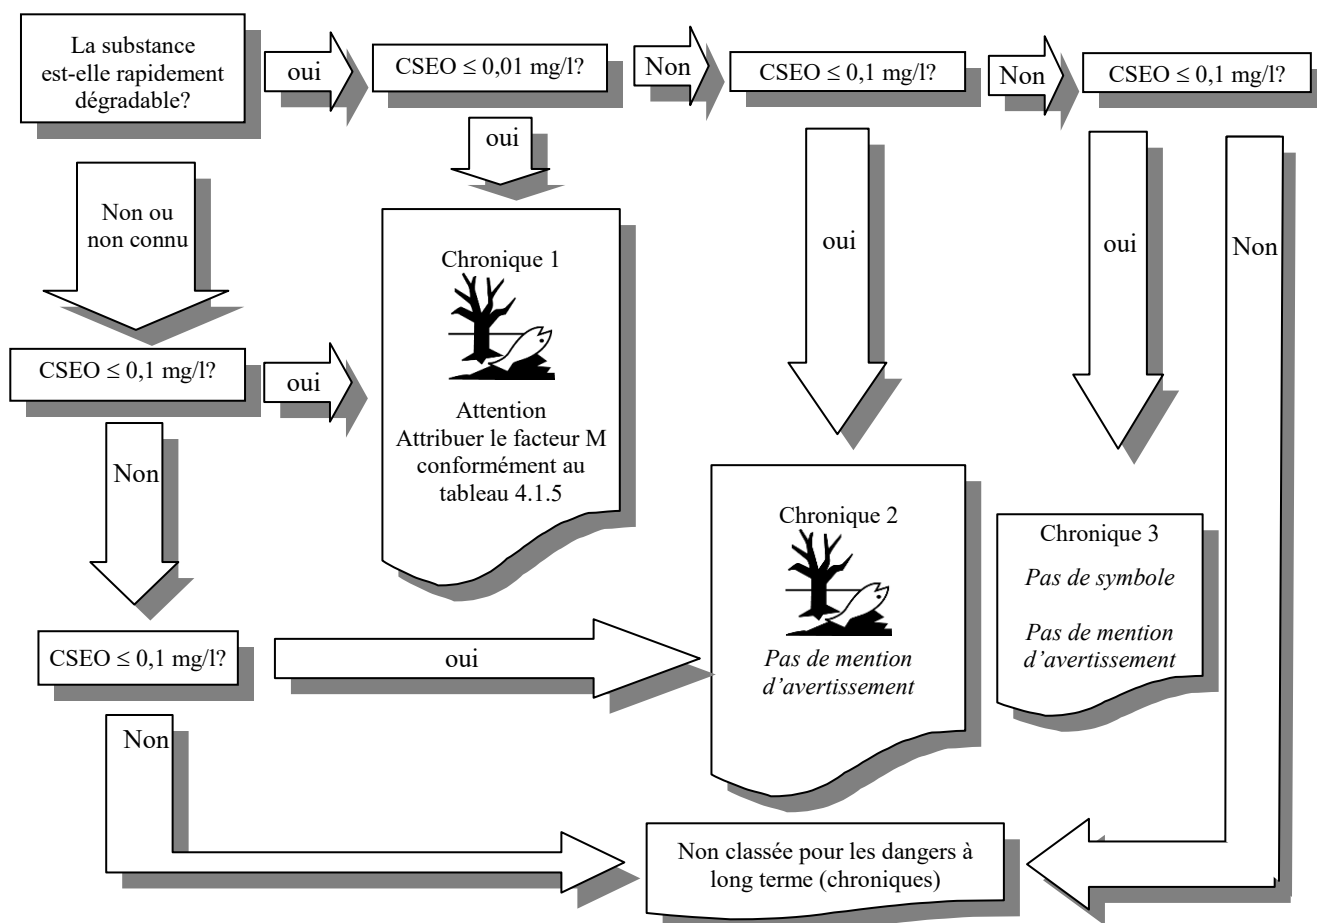 La substance
est-elle rapidement
dégradable?
oui
CSEO ≤ 0,01 mg/l?
Non
CSEO ≤ 0,1 mg/l?
Non
CSEO ≤ 0,1 mg/l?
oui
Non ou
non connu
oui
oui
Non
Chronique 1
CSEO ≤ 0,1 mg/l?
oui
Attention
Attribuer le facteur M
conformément au
tableau 4.1.5
Non
Chronique 2
Pas de mention
d’avertissement
Chronique 3
Pas de symbole
Pas de mention
d’avertissement
CSEO ≤ 0,1 mg/l?
oui
Non
Non classée pour les dangers à
long terme (chroniques)